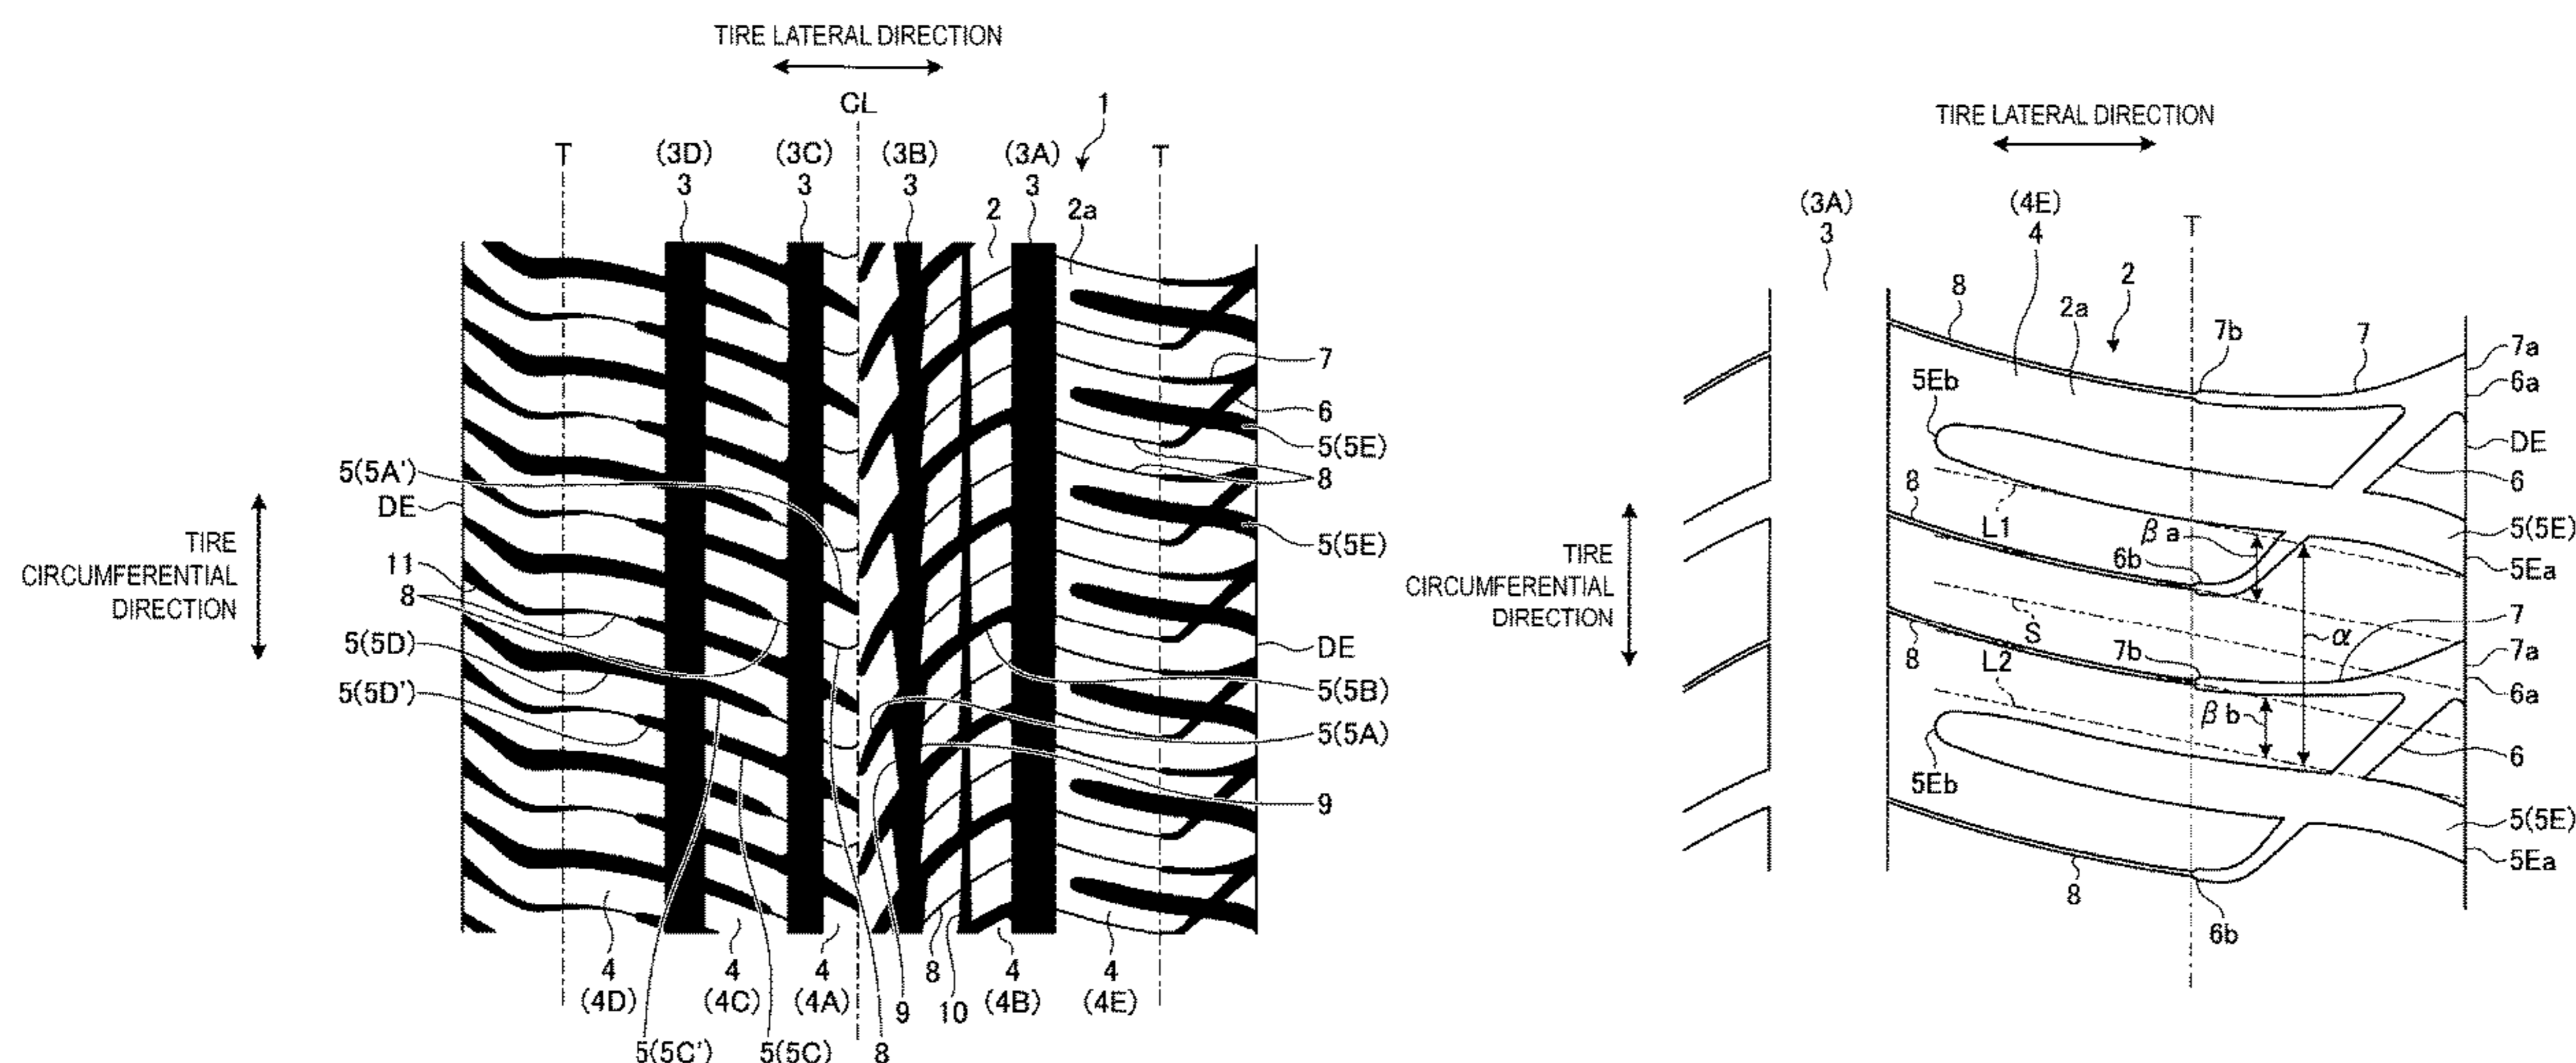 TIRE LATERAL DIRECTION
CL
1
T
(3D)
(3C)
(3B)
(3A)
T
3
3
3
3
2
2a
7
6
5(5E)
8
5(5E)
5(5A')
DE
TIRE
CIRCUMFERENTIAL
DIRECTION
11
8
5(5D)
5(5D')
DE
5(5B)
5(5A)
9
4
4
4
9
8
10
4
4
(4D)
(4C)
(4A)
(4B)
(4E)
5(5C')
5(5C)
8
TIRE LATERAL DIRECTION
(3A)
3
(4E)
4
T
2
8
2a
7b
7
7a
6a
5Eb
DE
6
8
L1
βa
5(5E)
6b
5Ea
TIRE
CIRCUMFERENTIAL
DIRECTION
S
7
α
8
L2
7b
7a
6a
βb
6
5Eb
5(5E)
5Ea
8
6b